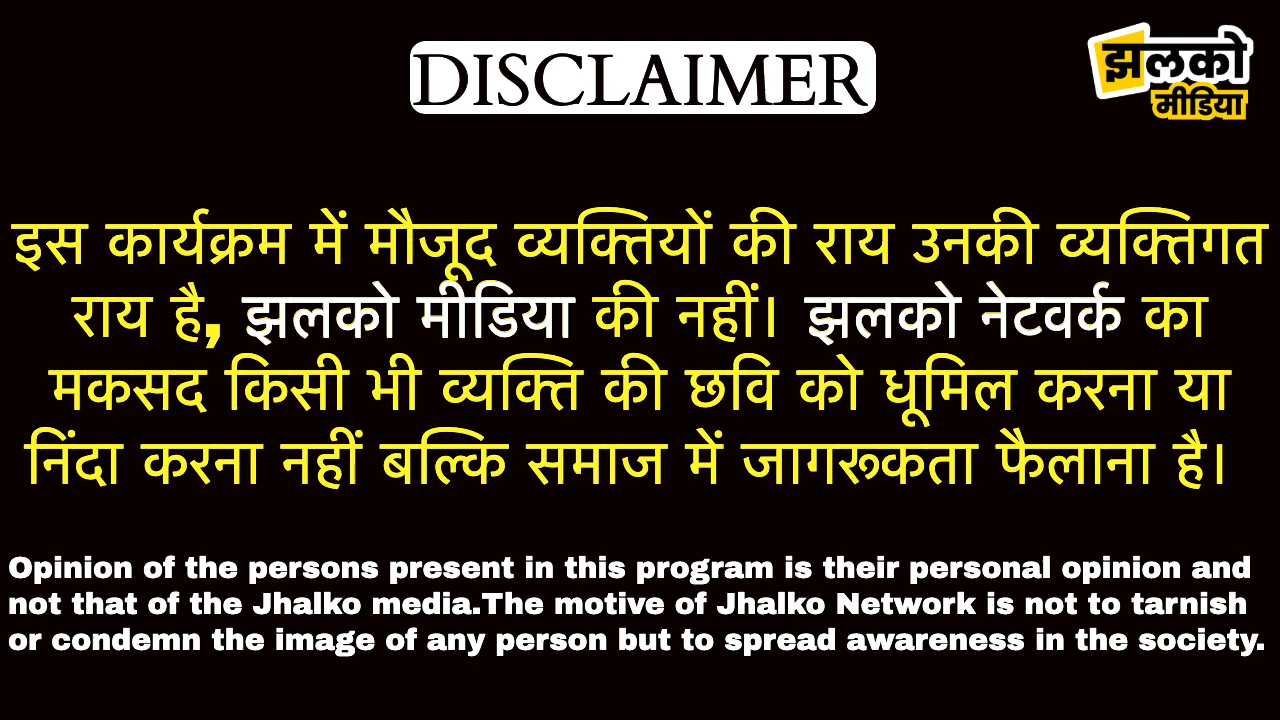 DISCLAIMER
झलको
मीडिया
इस कार्यक्रम में मौजूद व्यक्तियों की राय उनकी व्यक्तिगत
राय है, झलको मीडिया की नहीं। झलको नेटवर्क का
मकसद किसी भी व्यक्ति की छवि को धूमिल करना या
निंदा करना नहीं बल्कि समाज में जागरूकता फैलाना है।
Opinion of the persons present in this program is their personal opinion and
not that of the Jhalko media.The motive of Jhalko Network is not to tarnish
or condemn the image of any person but to spread awareness in the society.